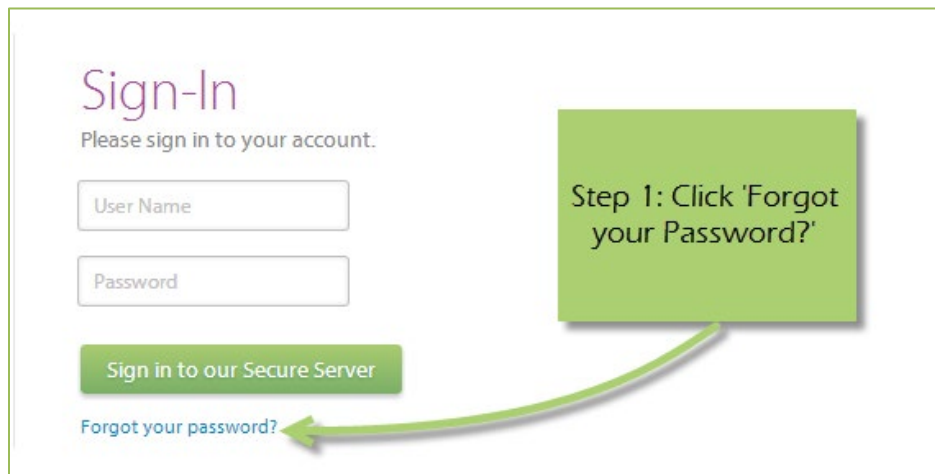 Sign-In
Please sign in to your account.
User Name
Password
Sign in to our Secure Server
Forgot your password?
Step 1: Click 'Forgot
your Password?'